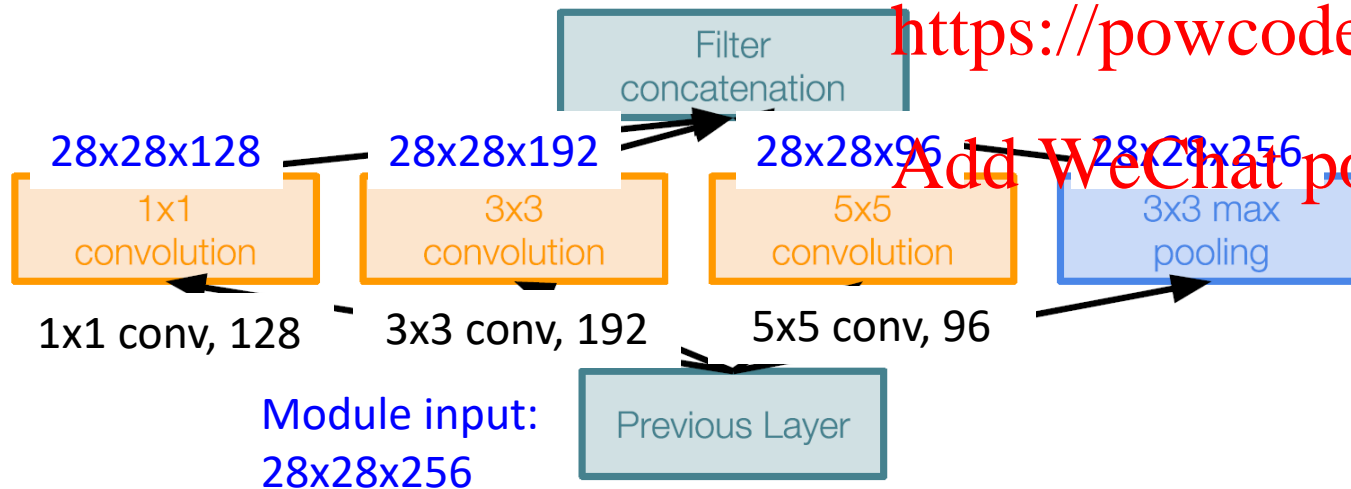 https://powcode
Filter
concatenation
28x28x128
28x28x192
28x28x96
28x28x256
Add WeChat po
1x1
convolution
3x3
convolution
5x5
convolution
3x3 max
pooling
1x1 conv, 128
3x3 conv, 192
5x5 conv, 96
Module input:
28x28x256
Previous Layer